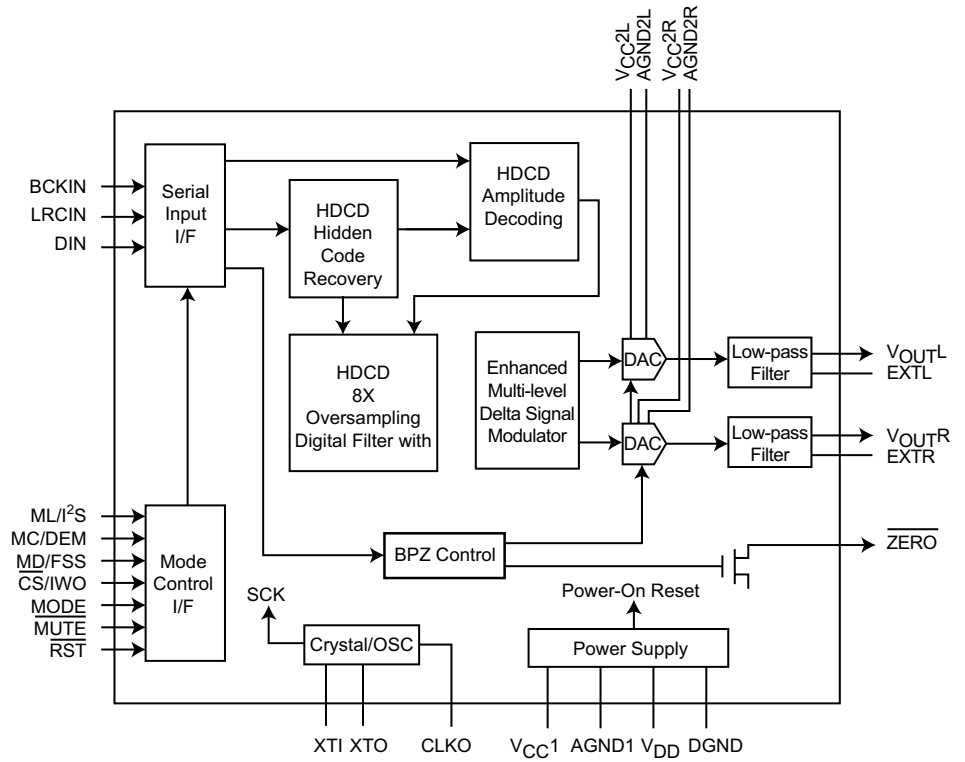 VCC2L
AGND2L
VCC2R
AGND2R
BCKIN
LRCIN
DIN
Serial
Input
I/F
HDCD
Hidden
Code
Recovery
HDCD
Amplitude
Decoding
HDCD
8X
Oversampling
Digital Filter with
Enhanced
Multi-level
Delta Signal
Modulator
DAC
DAC
Low-pass
Filter
Low-pass
Filter
VOUTL
EXTL
VOUTR
EXTR
ML/I²S
MC/DEM
MD/FSS
CS/IWO
MODE
MUTE
RST
Mode
Control
I/F
BPZ Control
ZERO
SCK
Crystal/OSC
Power-On Reset
Power Supply
XTI
XTO
CLKO
VCC1
AGND1
VDD
DGND